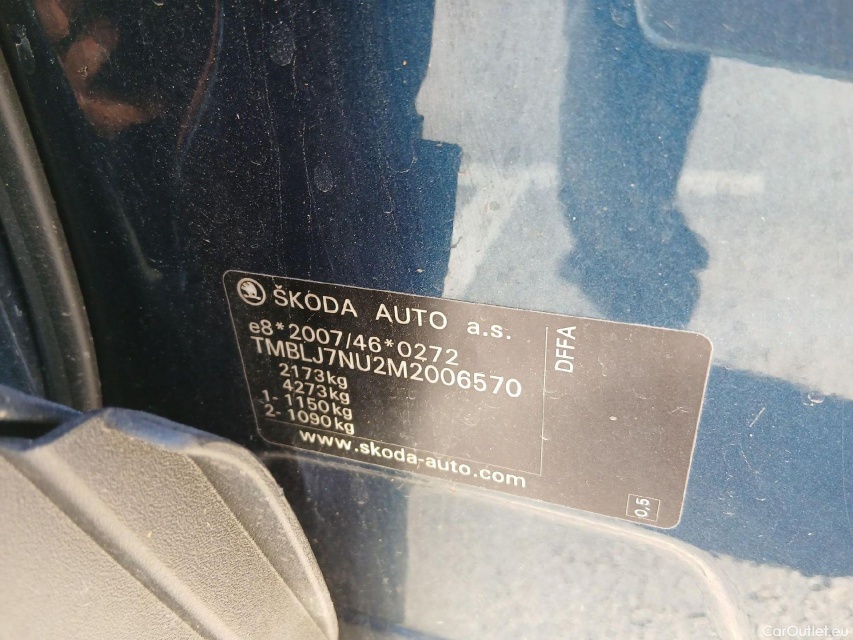 ŠKODA AUTO a.s.
e8*2007/46*0272
TMBLJ7NU2M2006570
2173kg
4273kg
1- 1150kg
2- 1090kg
www.skoda-auto.com
DFFA
0,5
CarOutlet.eu